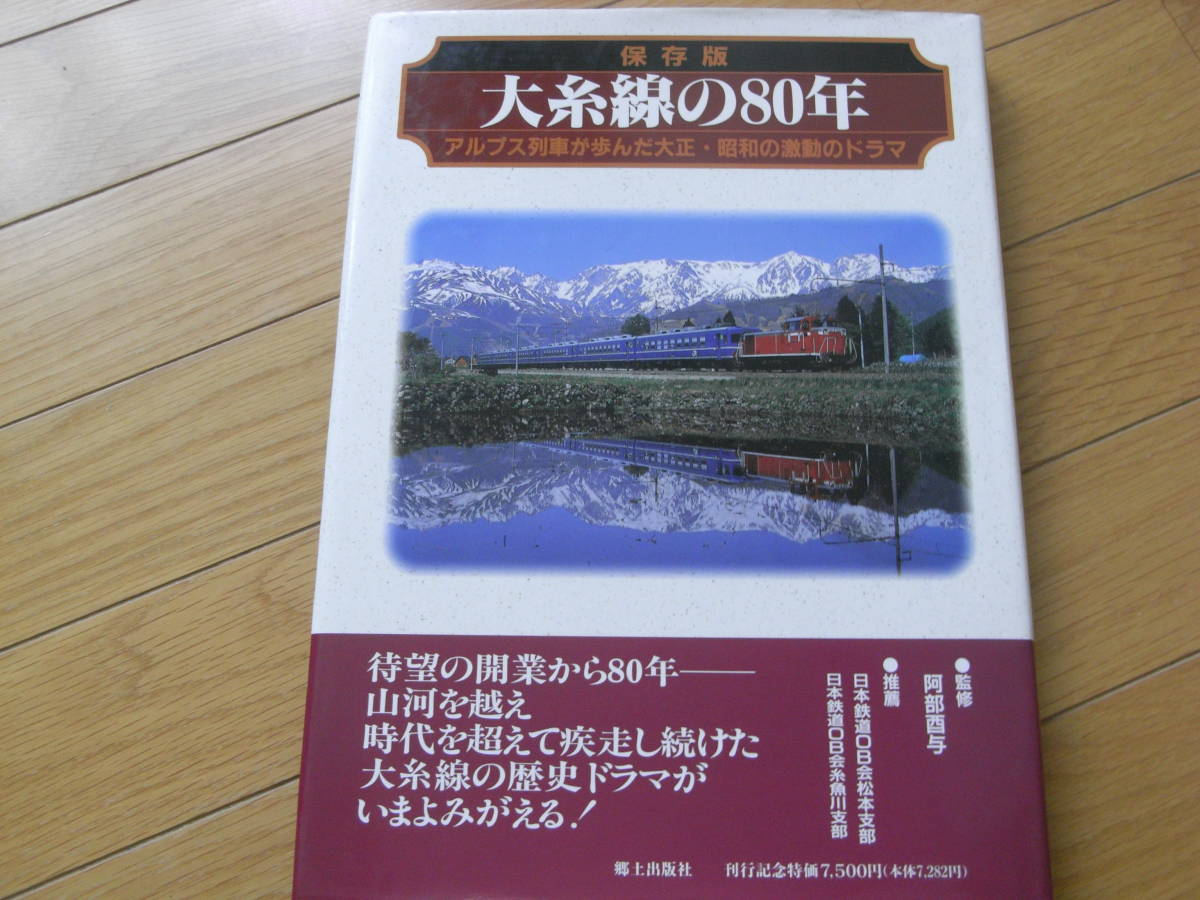 保存版
大糸線の80年
アルプス列車が歩んだ大正・昭和の激動のドラマ
待望の開業から80年――
山河を越え
時代を超えて疾走し続けた
大糸線の歴史ドラマが
いまよみがえる!
●監修
阿部酉与
●推薦
日本鉄道OB会松本支部
日本鉄道OB会糸魚川支部
郷土出版社 刊行記念特価7,500円(本体7,282円)